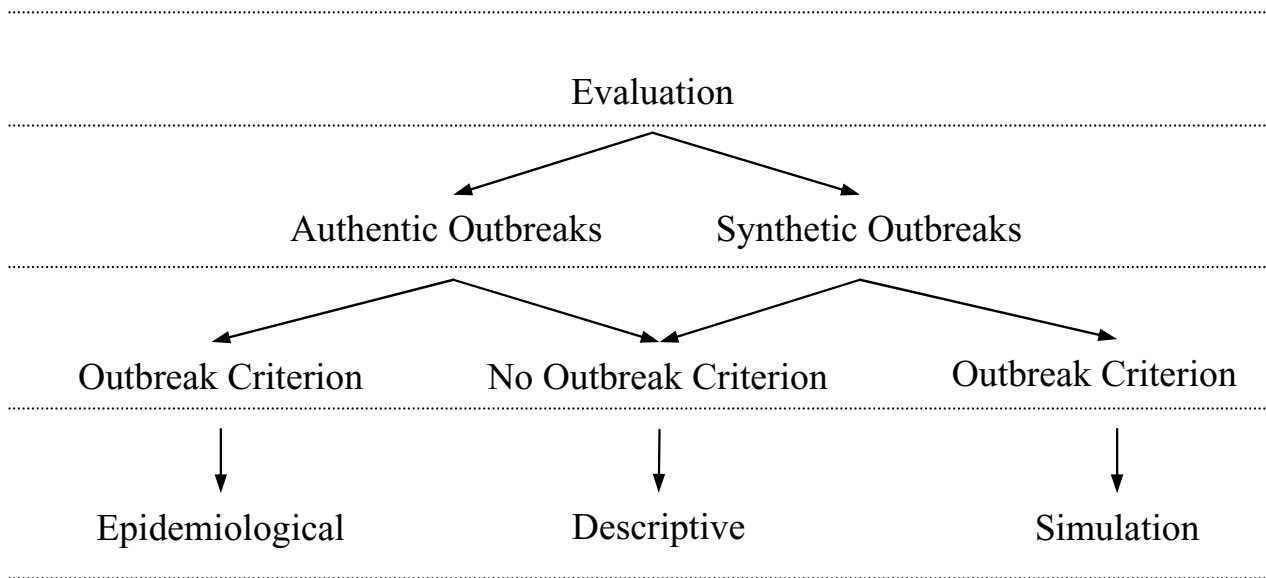 Evaluation
Authentic Outbreaks
Synthetic Outbreaks
Outbreak Criterion
No Outbreak Criterion
Outbreak Criterion
Epidemiological
Descriptive
Simulation